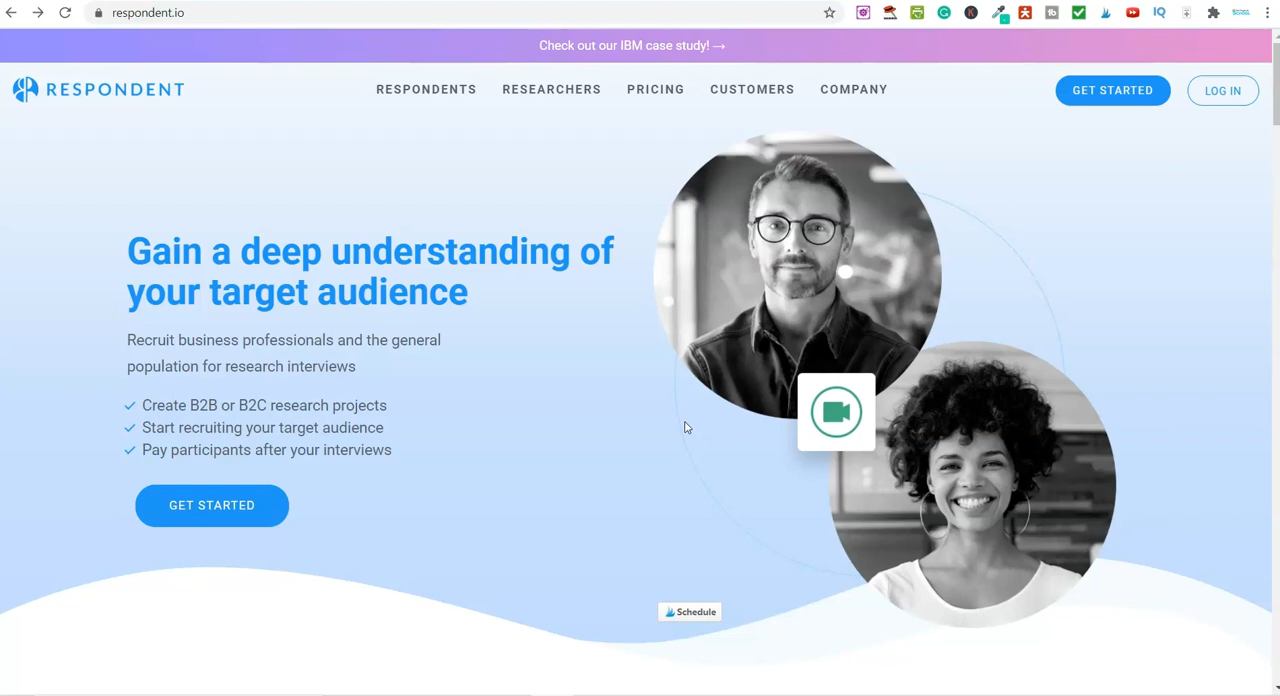 respondent.io
Check out our IBM case study! →
RESPONDENT
RESPONDENTS RESEARCHERS PRICING CUSTOMERS COMPANY
GET STARTED
LOG IN
Gain a deep understanding of
your target audience
Recruit business professionals and the general
population for research interviews
Create B2B or B2C research projects
Start recruiting your target audience
Pay participants after your interviews
GET STARTED
Schedule